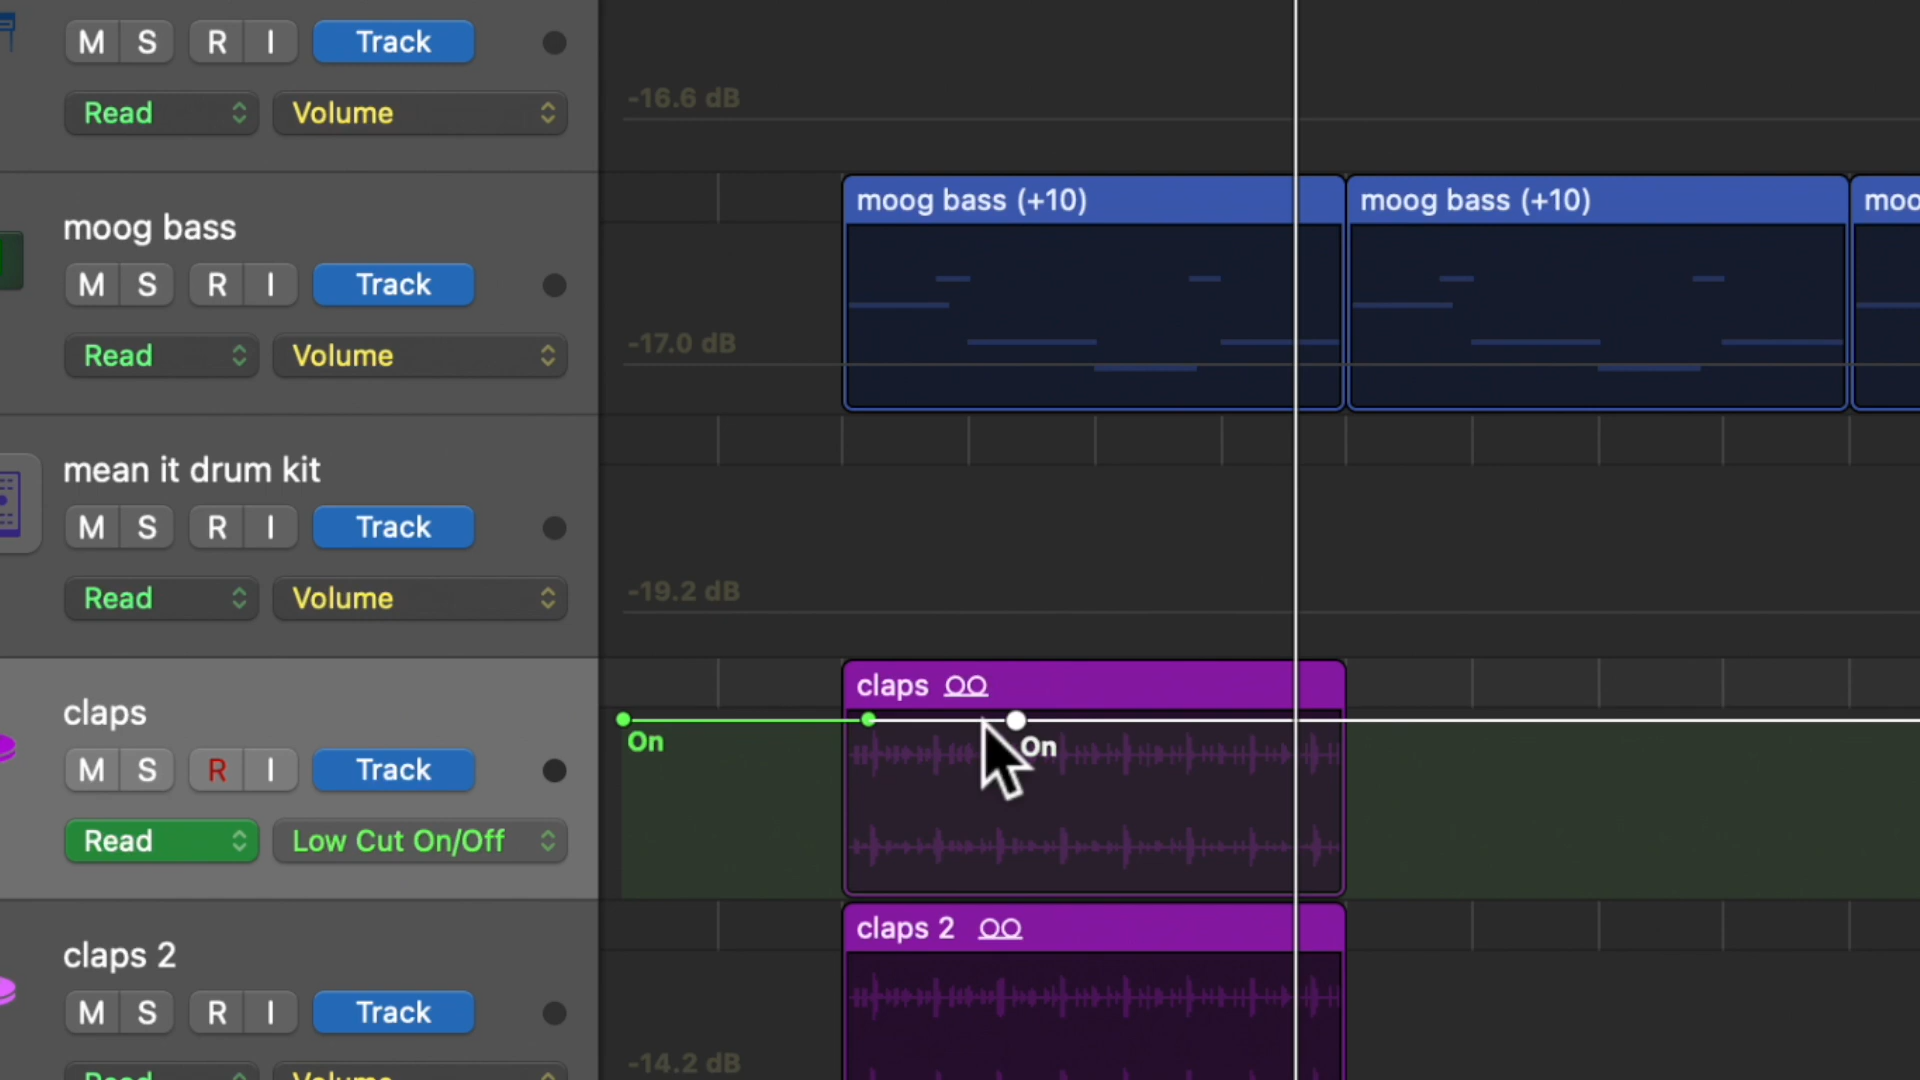 M S R I Track
Read Volume
-16.6 dB
moog bass
M S R I Track
Read Volume
-17.0 dB
moog bass (+10)
moog bass (+10)
moo
mean it drum kit
M S R I Track
Read Volume
-19.2 dB
claps
M S R I Track
Read Low Cut On/Off
claps
On
On
claps 2
M S R I Track
Read Volume
claps 2
-14.2 dB